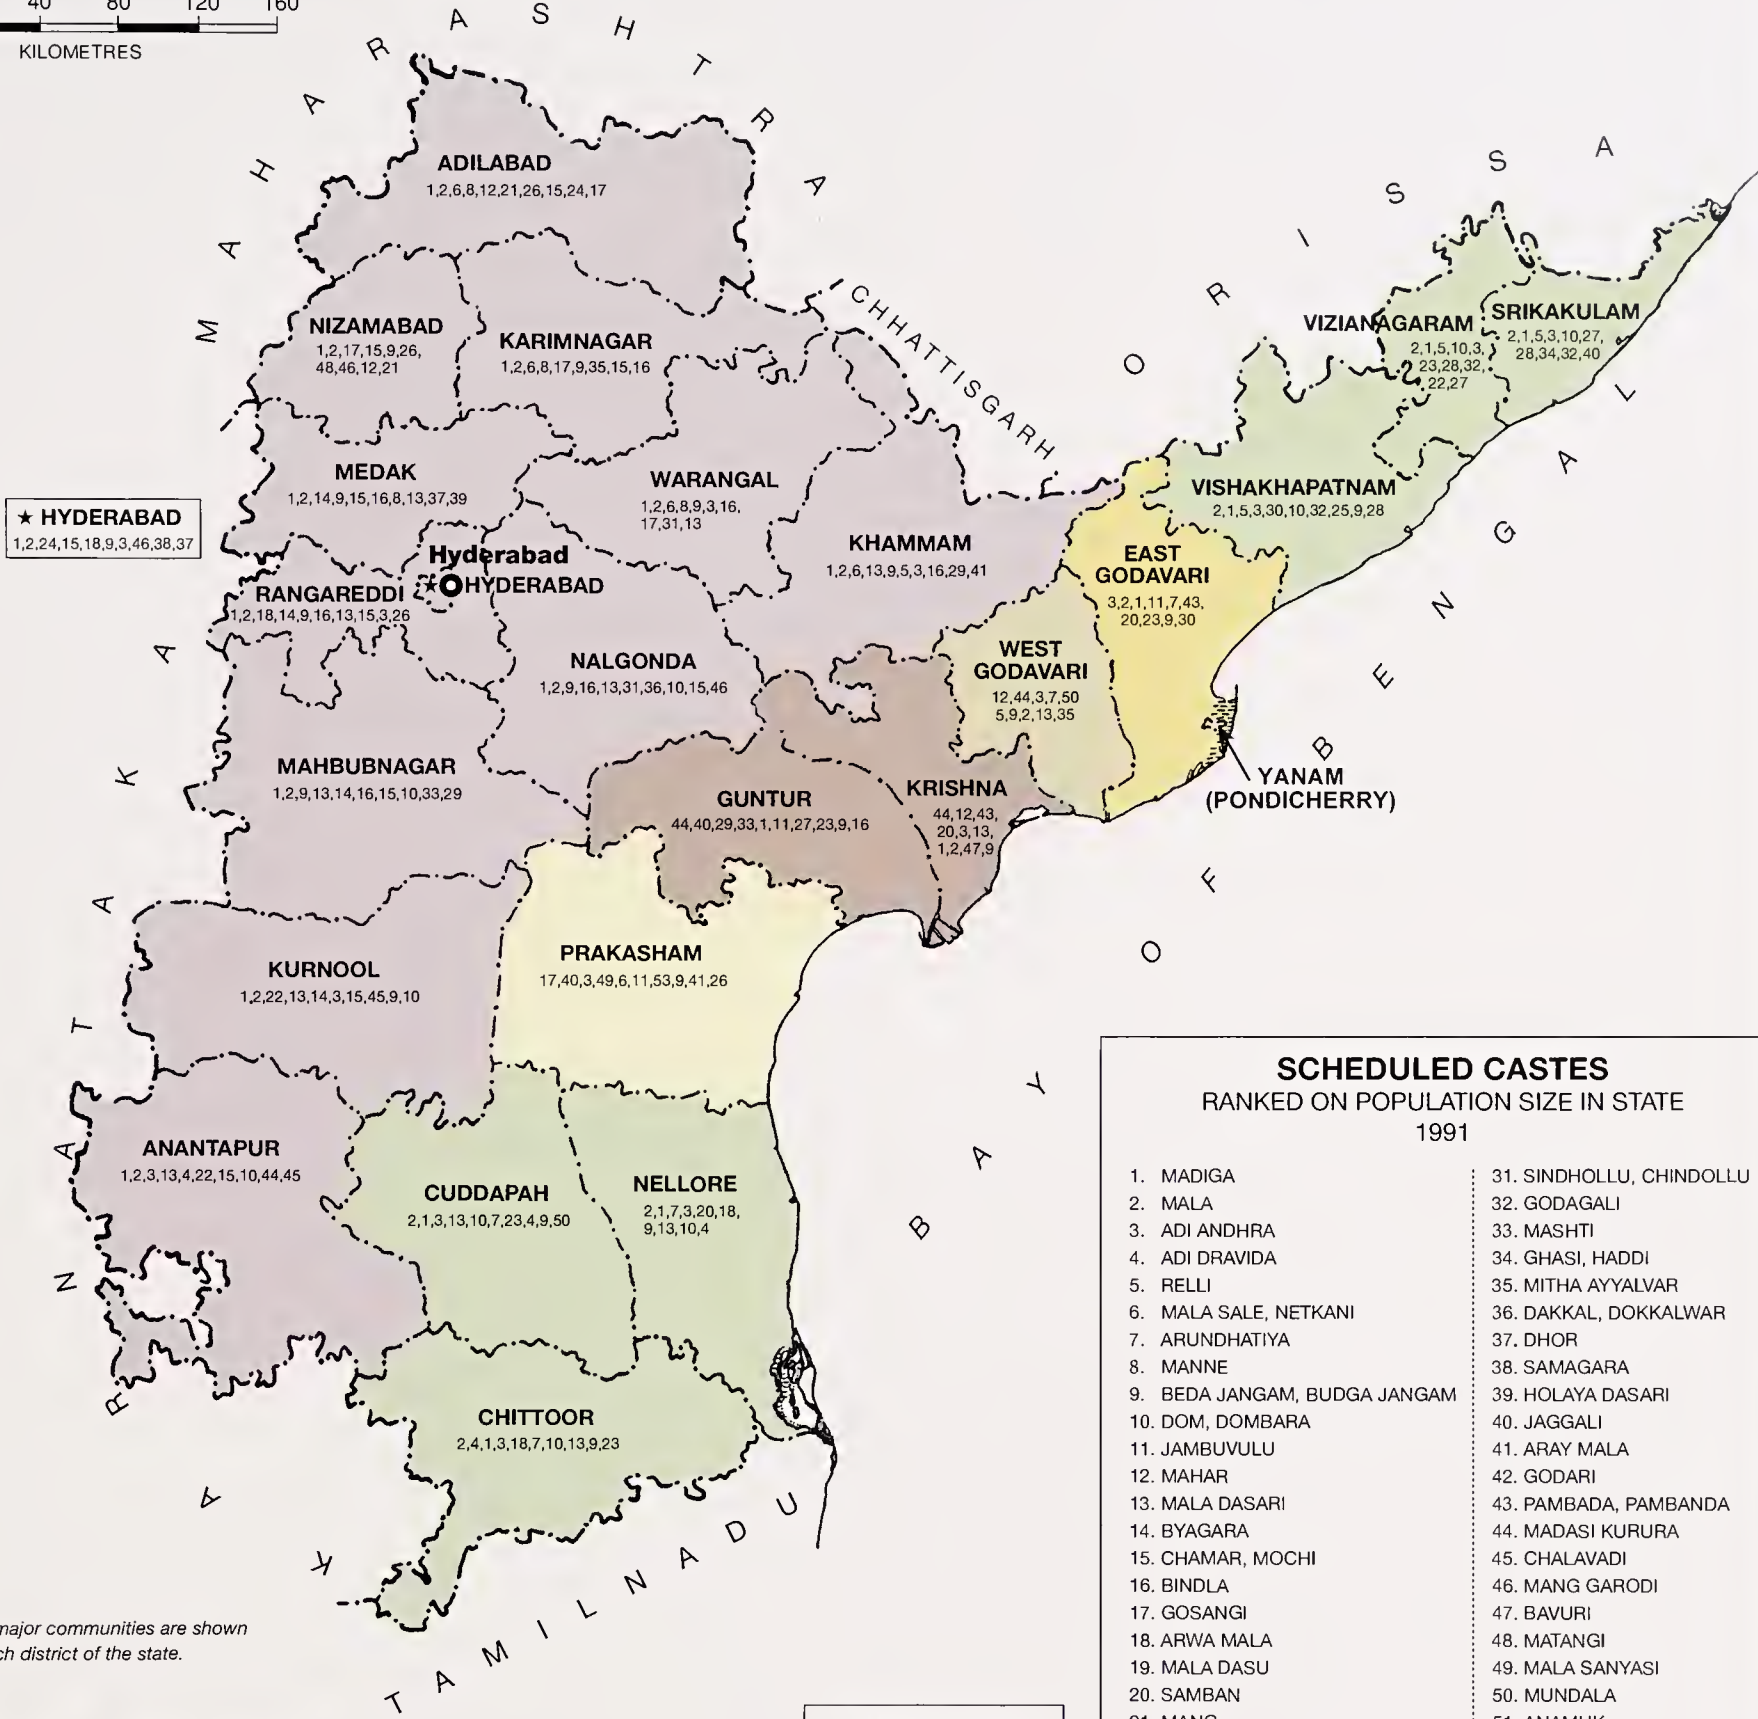 40 80 120 160
KILOMETRES
MAHARASHTRA
ADILABAD
1,2,6,8,12,21,26,15,24,17
NIZAMABAD
1,2,17,15,9,26,
48,46,12,21
KARIMNAGAR
1,2,6,8,17,9,35,15,16
CHHATTISGARH
ORISSA
VIZIANAGARAM
2,1,5,10,3,
23,28,32,
22,27
SRIKAKULAM
2,1,5,3,10,27,
28,34,32,40
MEDAK
1,2,14,9,15,16,8,13,37,39
WARANGAL
1,2,6,8,9,3,16,
17,31,13
VISHAKHAPATNAM
2,1,5,3,30,10,32,25,9,28
★ HYDERABAD
1,2,24,15,18,9,3,46,38,37
Hyderabad
HYDERABAD
KHAMMAM
1,2,6,13,9,5,3,16,29,41
EAST
GODAVARI
3,2,1,11,7,43,
20,23,9,30
RANGAREDDI
1,2,18,14,9,16,13,15,3,26
NALGONDA
1,2,9,16,13,31,36,10,15,46
WEST
GODAVARI
12,44,3,7,50
5,9,2,13,35
MAHBUBNAGAR
1,2,9,13,14,16,15,10,33,29
GUNTUR
44,40,29,33,1,11,27,23,9,16
KRISHNA
44,12,43,
20,3,13,
1,2,47,9
YANAM
(PONDICHERRY)
BAY OF BENGAL
KARNATAKA
PRAKASHAM
17,40,3,49,6,11,53,9,41,26
KURNOOL
1,2,22,13,14,3,15,45,9,10
ANANTAPUR
1,2,3,13,4,22,15,10,44,45
CUDDAPAH
2,1,3,13,10,7,23,4,9,50
NELLORE
2,1,7,3,20,18,
9,13,10,4
CHITTOOR
2,4,1,3,18,7,10,13,9,23
TAMIL NADU
major communities are shown
district of the state.
SCHEDULED CASTES
RANKED ON POPULATION SIZE IN STATE
1991
1. MADIGA
2. MALA
3. ADI ANDHRA
4. ADI DRAVIDA
5. RELLI
6. MALA SALE, NETKANI
7. ARUNDHATIYA
8. MANNE
9. BEDA JANGAM, BUDGA JANGAM
10. DOM, DOMBARA
11. JAMBUVULU
12. MAHAR
13. MALA DASARI
14. BYAGARA
15. CHAMAR, MOCHI
16. BINDLA
17. GOSANGI
18. ARWA MALA
19. MALA DASU
20. SAMBAN
31. SINDHOLLU, CHINDOLLU
32. GODAGALI
33. MASHTI
34. GHASI, HADDI
35. MITHA AYYALVAR
36. DAKKAL, DOKKALWAR
37. DHOR
38. SAMAGARA
39. HOLAYA DASARI
40. JAGGALI
41. ARAY MALA
42. GODARI
43. PAMBADA, PAMBANDA
44. MADASI KURURA
45. CHALAVADI
46. MANG GARODI
47. BAVURI
48. MATANGI
49. MALA SANYASI
50. MUNDALA